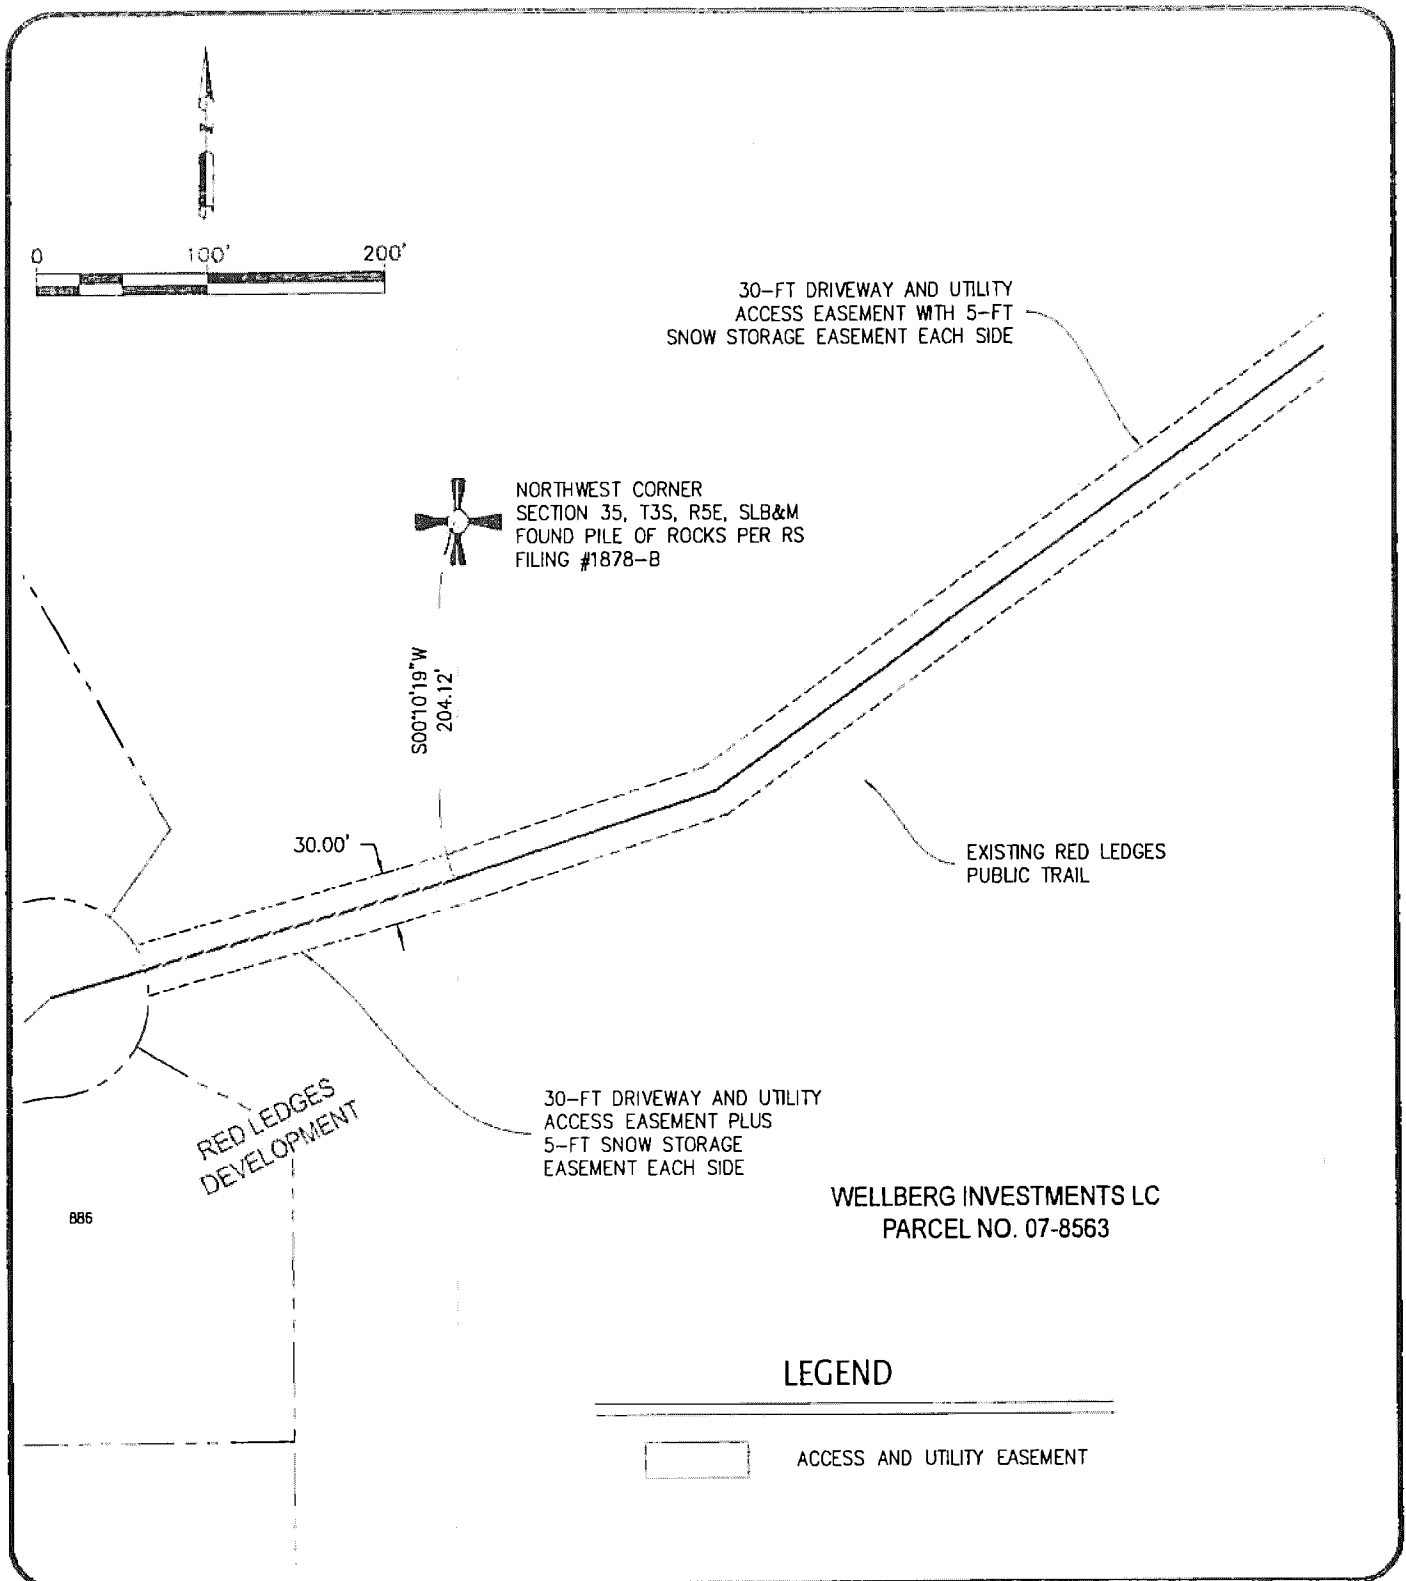 0 100' 200'
30-FT DRIVEWAY AND UTILITY
ACCESS EASEMENT WITH 5-FT
SNOW STORAGE EASEMENT EACH SIDE
NORTHWEST CORNER
SECTION 35, T3S, R5E, SLB&M
FOUND PILE OF ROCKS PER RS
FILING #1878-B
S00°10'19"W
204.12'
30.00'
EXISTING RED LEDGES
PUBLIC TRAIL
30-FT DRIVEWAY AND UTILITY
ACCESS EASEMENT PLUS
5-FT SNOW STORAGE
EASEMENT EACH SIDE
RED LEDGES
DEVELOPMENT
WELLBERG INVESTMENTS LC
PARCEL NO. 07-8563
LEGEND
ACCESS AND UTILITY EASEMENT